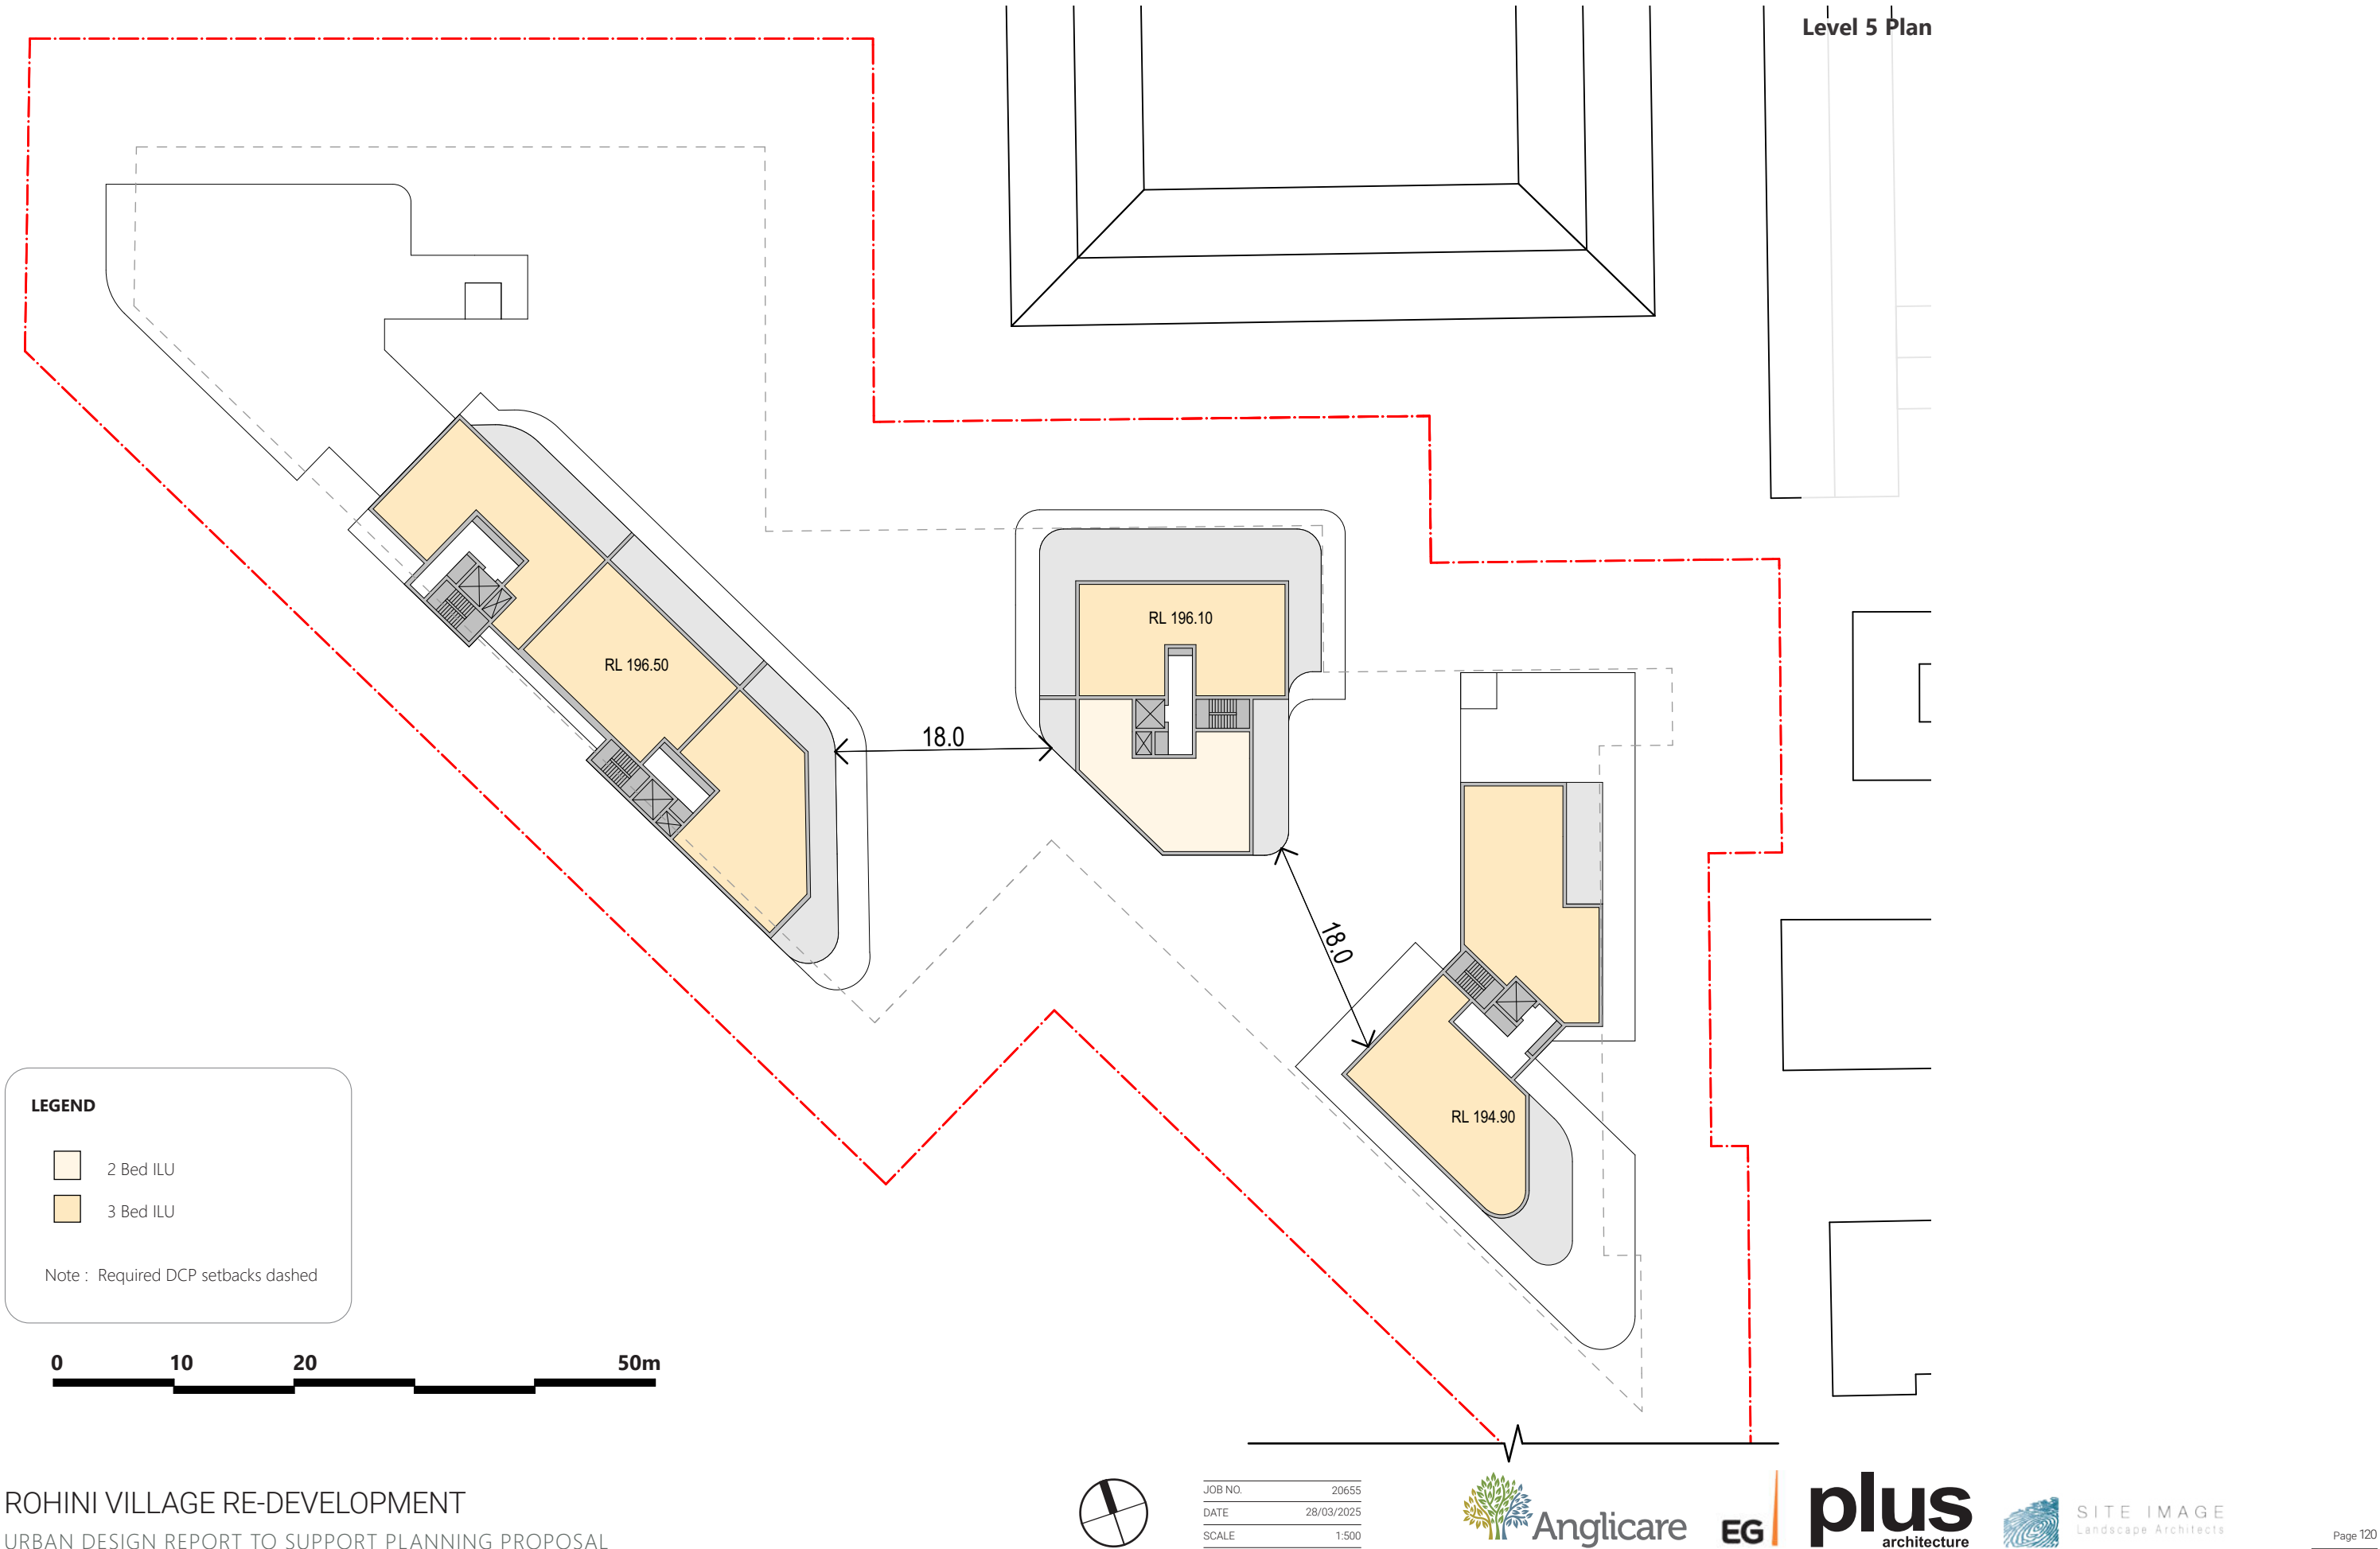 Level 5 Plan
RL 196.10
RL 196.50
18.0
18.0
RL 194.90
LEGEND
2 Bed ILU
3 Bed ILU
Note : Required DCP setbacks dashed
0 10 20 50m
ROHINI VILLAGE RE-DEVELOPMENT
URBAN DESIGN REPORT TO SUPPORT PLANNING PROPOSAL
JOB NO. 20655
DATE 28/03/2025
SCALE 1:500
Anglicare
EG
plus
architecture
SITE IMAGE
Landscape Architects
Page 120